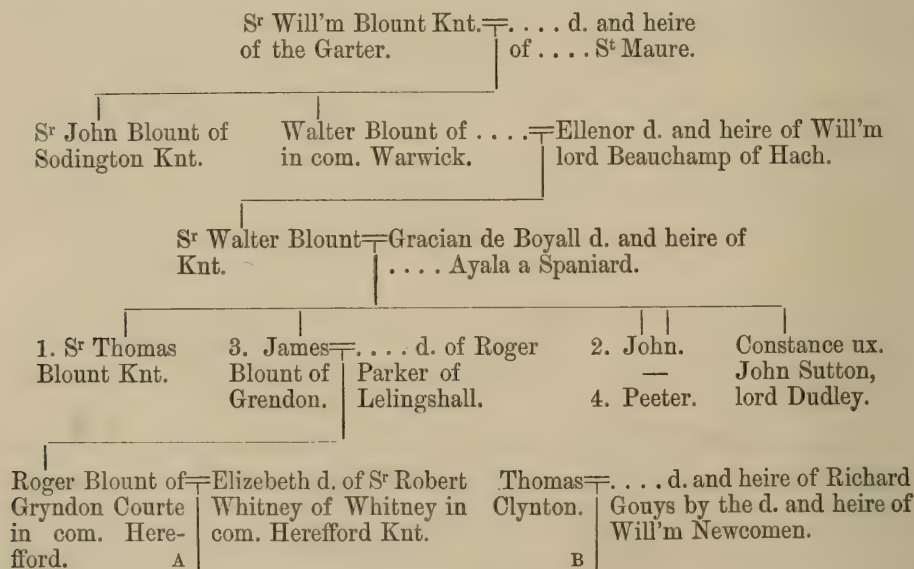 Sʳ Will'm Blount Knt. .... d. and heire
of the Garter. of .... Sᵗ Maure.
Sʳ John Blount of
Sodington Knt.
Walter Blount of ....
in com. Warwick.
Ellenor d. and heire of Will'm
lord Beauchamp of Hach.
Sʳ Walter Blount
Knt.
Gracian de Boyall d. and heire of
.... Ayala a Spaniard.
1. Sʳ Thomas
Blount Knt.
3. James
Blount of
Grendon.
.... d. of Roger
Parker of
Lelingshall.
2. John.
—
4. Peeter.
Constance ux.
John Sutton,
lord Dudley.
Roger Blount of
Gryndon Courte
in com. Here-
fford. A
Elizebeth d. of Sʳ Robert
Whitney of Whitney in
com. Herefford Knt.
Thomas
Clynton.
B
.... d. and heire of Richard
Gouys by the d. and heire of
Will'm Newcomen.